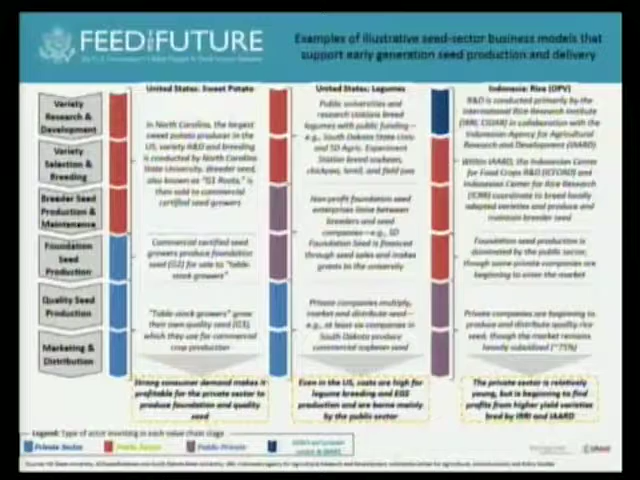 FEED THE FUTURE
Examples of illustrative seed-sector business models that
support early generation seed production and delivery
United States: Sweet Potato
United States: Legumes
Indonesia: Rice (OPV)
Variety
Research &
Development
Variety
Selection &
Breeding
Breeder Seed
Production &
Maintenance
Foundation
Seed
Production
Quality Seed
Production
Marketing &
Distribution
In North Carolina, the largest
sweet potato producer in the
US, variety R&D and breeding
is conducted by North Carolina
State University. Breeder seed,
also known as "G1 Roots," is
then sold to commercial
certified seed growers
Commercial certified seed
growers produce foundation
seed (G2) for sale to "table-
stock growers"
"Table-stock growers" grow
their own quality seed (G3),
which they use for commercial
crop production
Strong consumer demand makes it
profitable for the private sector to
produce foundation and quality
seed
Public universities and
research stations breed
legumes with public funding –
e.g., South Dakota State Univ
and SD Agric. Experiment
Station breed soybean,
chickpea, lentil, and field pea
Non-profit foundation seed
enterprises liaise between
breeders and seed
companies – e.g., SD
Foundation Seed is financed
through seed sales and makes
grants to the university
Private companies multiply,
market and distribute seed –
e.g., at least six companies in
South Dakota produce
commercial soybean seed
Even in the US, costs are high for
legume breeding and EGS
production and are borne mainly
by the public sector
R&D is conducted primarily by the
International Rice Research Institute
(IRRI, CGIAR) in collaboration with the
Indonesian Agency for Agricultural
Research and Development (IAARD)
Within IAARD, the Indonesian Center
for Food Crops R&D (ICFORD) and
Indonesian Center for Rice Research
(ICRR) coordinate to breed locally
adapted varieties and produce and
maintain breeder seed
Foundation seed production is
dominated by the public sector,
though some private companies are
beginning to enter the market
Private companies are beginning to
produce and distribute quality rice
seed, though the market remains
heavily subsidized (~75%)
The private sector is relatively
young, but is beginning to find
profits from higher yielding varieties
bred by IRRI and IAARD
Legend: Type of actor investing in each value chain stage
Private Sector
Public Sector
Public-Private
USAID